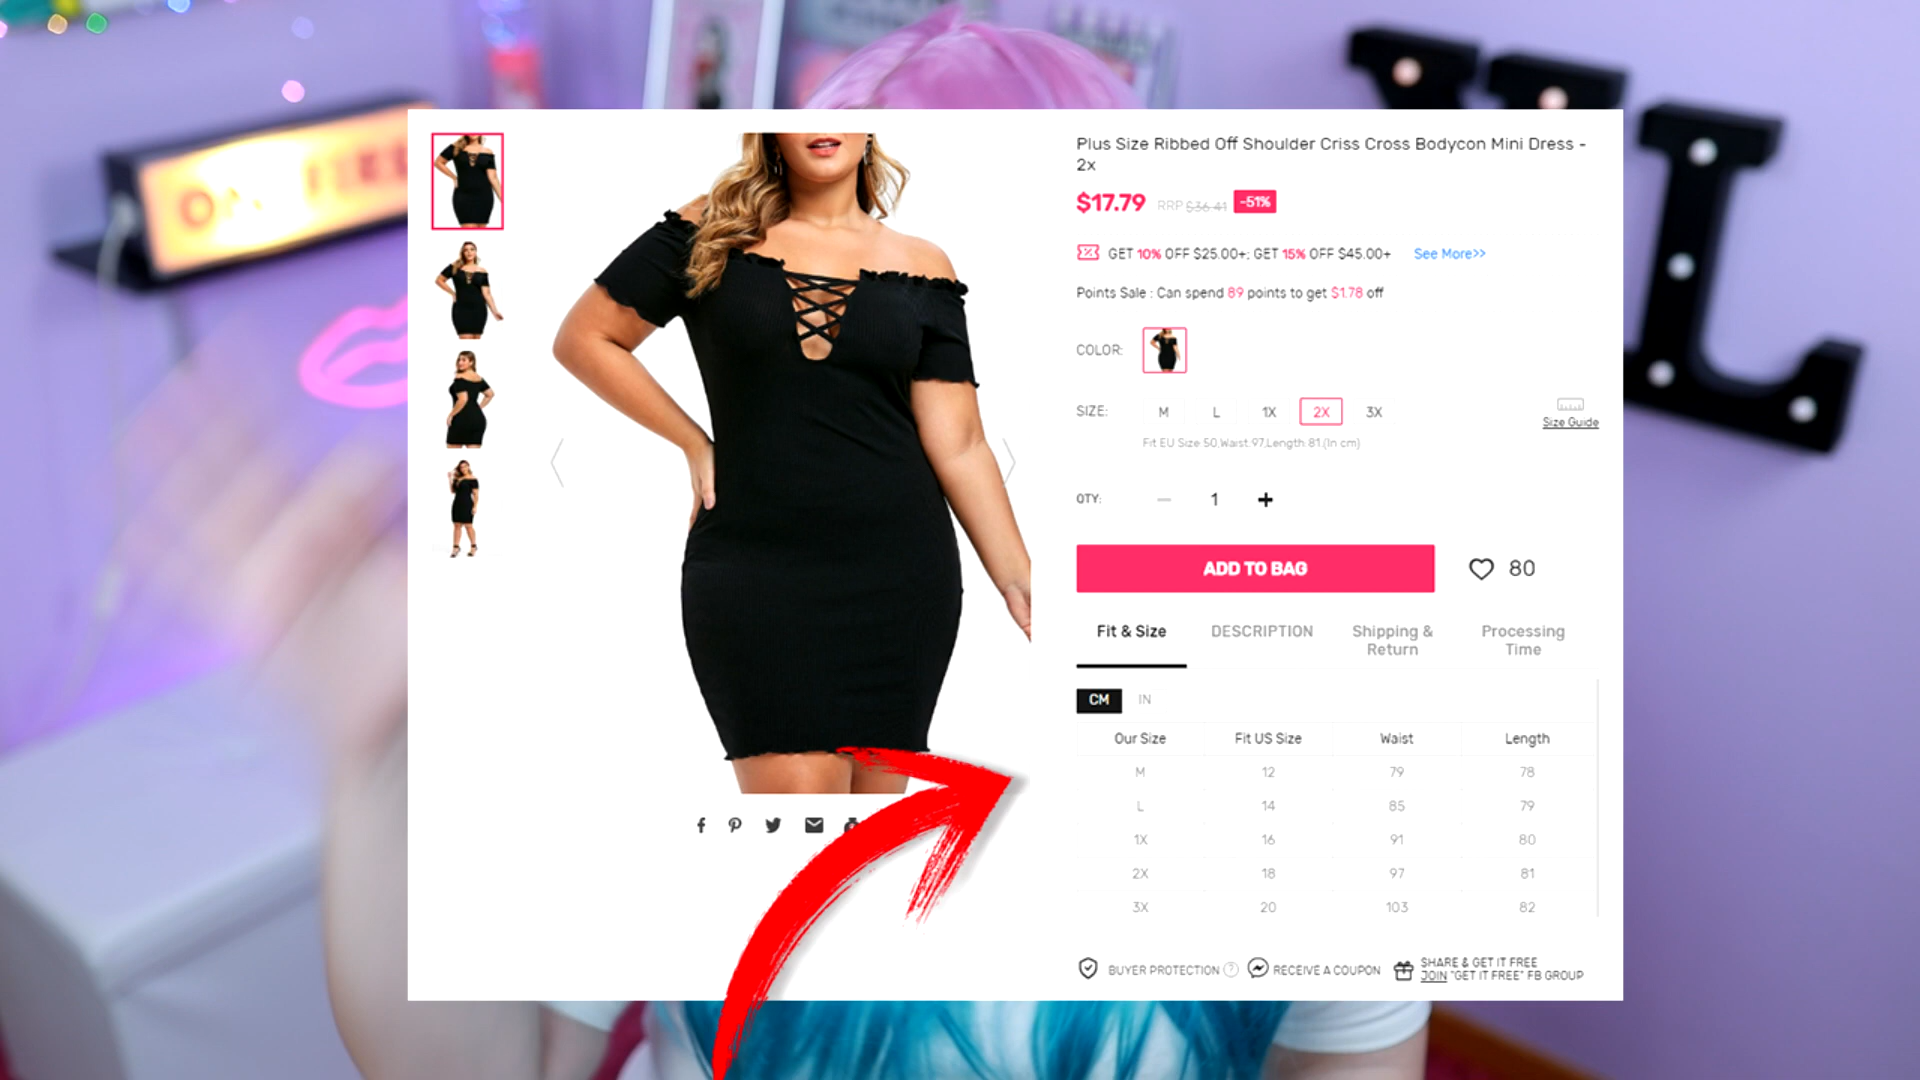 Plus Size Ribbed Off Shoulder Criss Cross Bodycon Mini Dress -
2x
$17.79 RRP $36.41 -51%
GET 10% OFF $25.00+; GET 15% OFF $45.00+ See More>>
Points Sale : Can spend 89 points to get $1.78 off
COLOR:
SIZE: M L 1X 2X 3X
Size Guide
Fit EU Size:50,Waist:97,Length:81.(In cm)
QTY: — 1 +
ADD TO BAG 80
Fit & Size DESCRIPTION Shipping & Return Processing Time
CM IN
Our Size Fit US Size Waist Length
M 12 79 78
L 14 85 79
1X 16 91 80
2X 18 97 81
3X 20 103 82
BUYER PROTECTION ? RECEIVE A COUPON SHARE & GET IT FREE
JOIN "GET IT FREE" FB GROUP